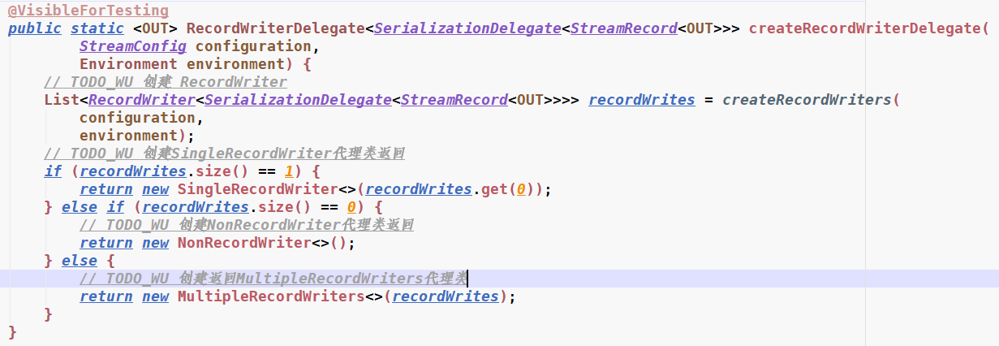 @VisibleForTesting
public static <OUT> RecordWriterDelegate<SerializationDelegate<StreamRecord<OUT>>> createRecordWriterDelegate(
        StreamConfig configuration,
        Environment environment) {
    // TODO_WU 创建 RecordWriter
    List<RecordWriter<SerializationDelegate<StreamRecord<OUT>>>> recordWrites = createRecordWriters(
        configuration,
        environment);
    // TODO_WU 创建SingleRecordWriter代理类返回
    if (recordWrites.size() == 1) {
        return new SingleRecordWriter<>(recordWrites.get(0));
    } else if (recordWrites.size() == 0) {
        // TODO_WU 创建NonRecordWriter代理类返回
        return new NonRecordWriter<>();
    } else {
        // TODO_WU 创建返回MultipleRecordWriters代理类
        return new MultipleRecordWriters<>(recordWrites);
    }
}